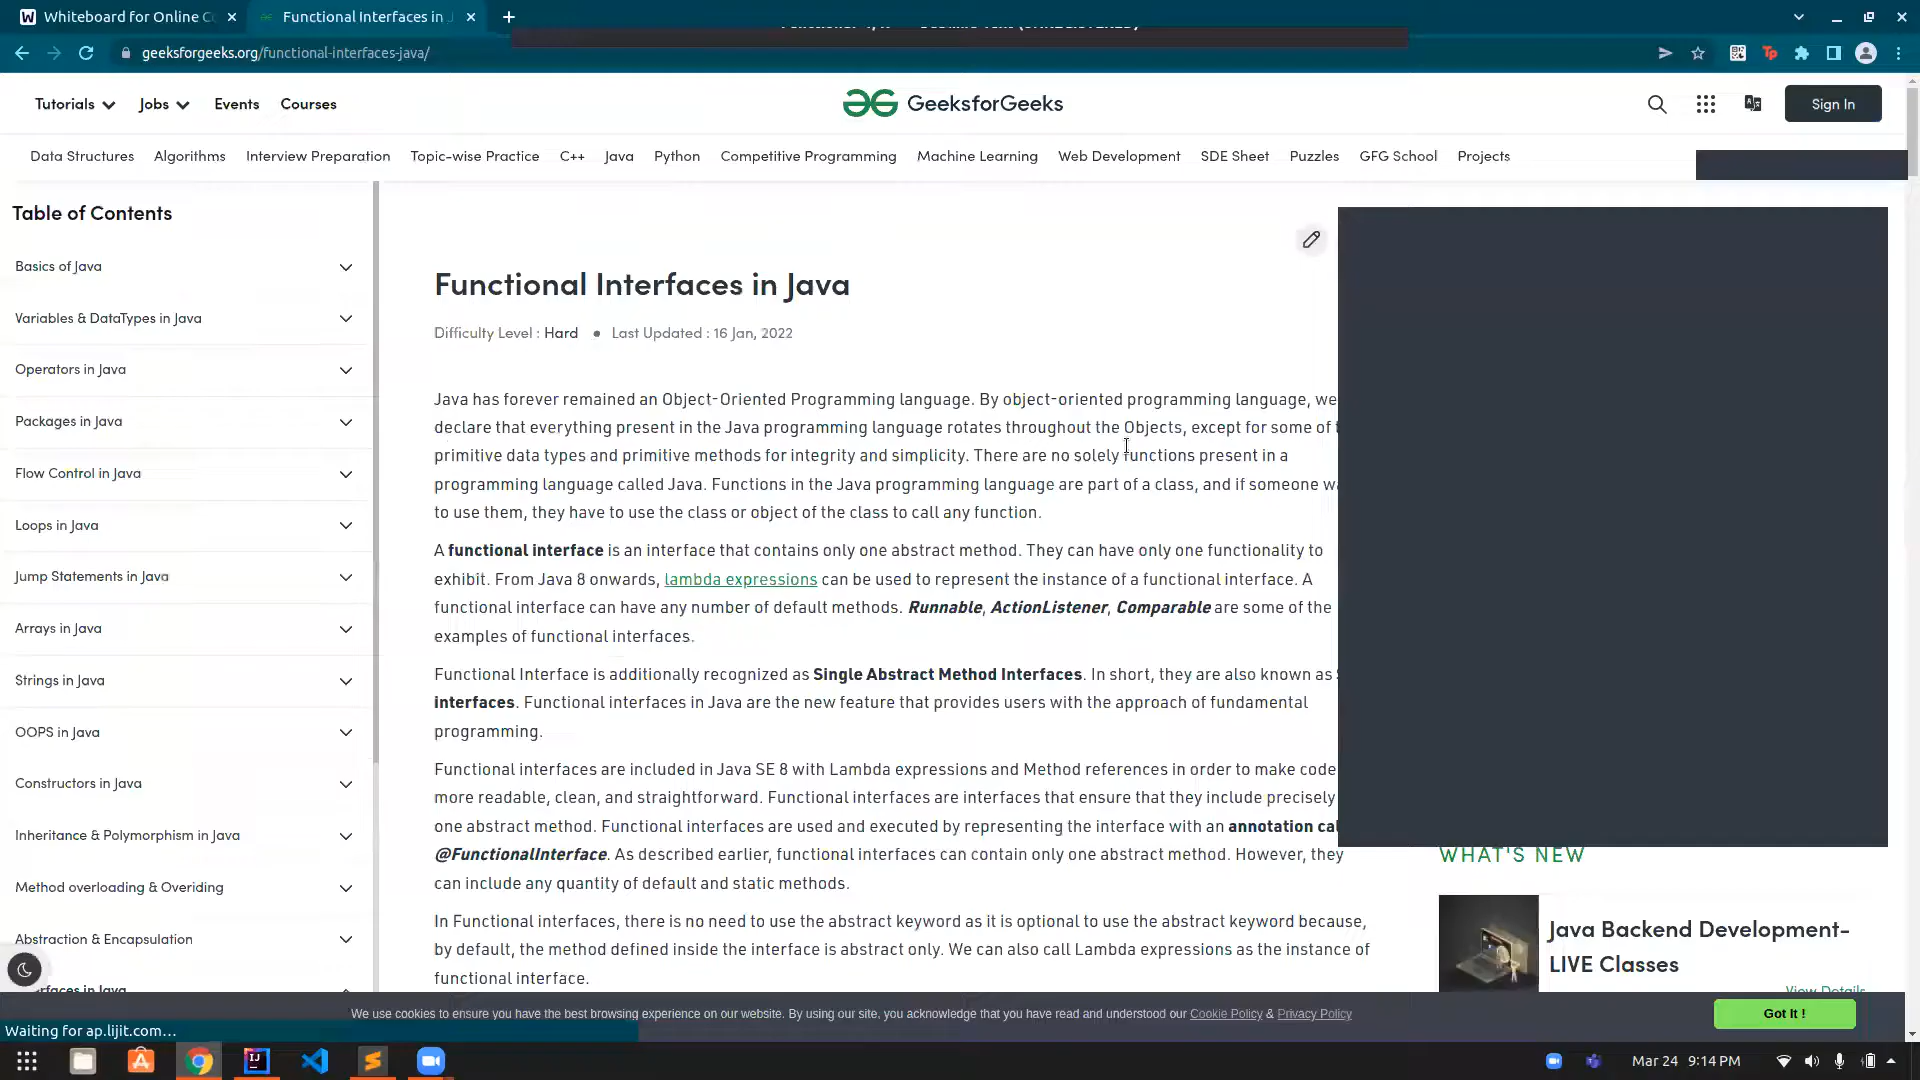 Whiteboard for Online C
Functional Interfaces in J
geeksforgeeks.org/functional-interfaces-java/
Tutorials
Jobs
Events
Courses
GeeksforGeeks
Sign In
Data Structures
Algorithms
Interview Preparation
Topic-wise Practice
C++
Java
Python
Competitive Programming
Machine Learning
Web Development
SDE Sheet
Puzzles
GFG School
Projects
Table of Contents
Basics of Java
Variables & DataTypes in Java
Operators in Java
Packages in Java
Flow Control in Java
Loops in Java
Jump Statements in Java
Arrays in Java
Strings in Java
OOPS in Java
Constructors in Java
Inheritance & Polymorphism in Java
Method overloading & Overiding
Abstraction & Encapsulation
rfaces in Java
Functional Interfaces in Java
Difficulty Level : Hard • Last Updated : 16 Jan, 2022
Java has forever remained an Object-Oriented Programming language. By object-oriented programming language, we
declare that everything present in the Java programming language rotates throughout the Objects, except for some of
primitive data types and primitive methods for integrity and simplicity. There are no solely functions present in a
programming language called Java. Functions in the Java programming language are part of a class, and if someone
to use them, they have to use the class or object of the class to call any function.
A functional interface is an interface that contains only one abstract method. They can have only one functionality to
exhibit. From Java 8 onwards, lambda expressions can be used to represent the instance of a functional interface. A
functional interface can have any number of default methods. Runnable, ActionListener, Comparable are some of the
examples of functional interfaces.
Functional Interface is additionally recognized as Single Abstract Method Interfaces. In short, they are also known as
interfaces. Functional interfaces in Java are the new feature that provides users with the approach of fundamental
programming.
Functional interfaces are included in Java SE 8 with Lambda expressions and Method references in order to make code
more readable, clean, and straightforward. Functional interfaces are interfaces that ensure that they include precisely
one abstract method. Functional interfaces are used and executed by representing the interface with an annotation cal
@FunctionalInterface. As described earlier, functional interfaces can contain only one abstract method. However, they
can include any quantity of default and static methods.
In Functional interfaces, there is no need to use the abstract keyword as it is optional to use the abstract keyword because,
by default, the method defined inside the interface is abstract only. We can also call Lambda expressions as the instance of
functional interface.
WHAT'S NEW
Java Backend Development-
LIVE Classes
View Details
We use cookies to ensure you have the best browsing experience on our website. By using our site, you acknowledge that you have read and understood our Cookie Policy & Privacy Policy
Got It !
Waiting for ap.lijit.com...
Mar 24 9:14 PM